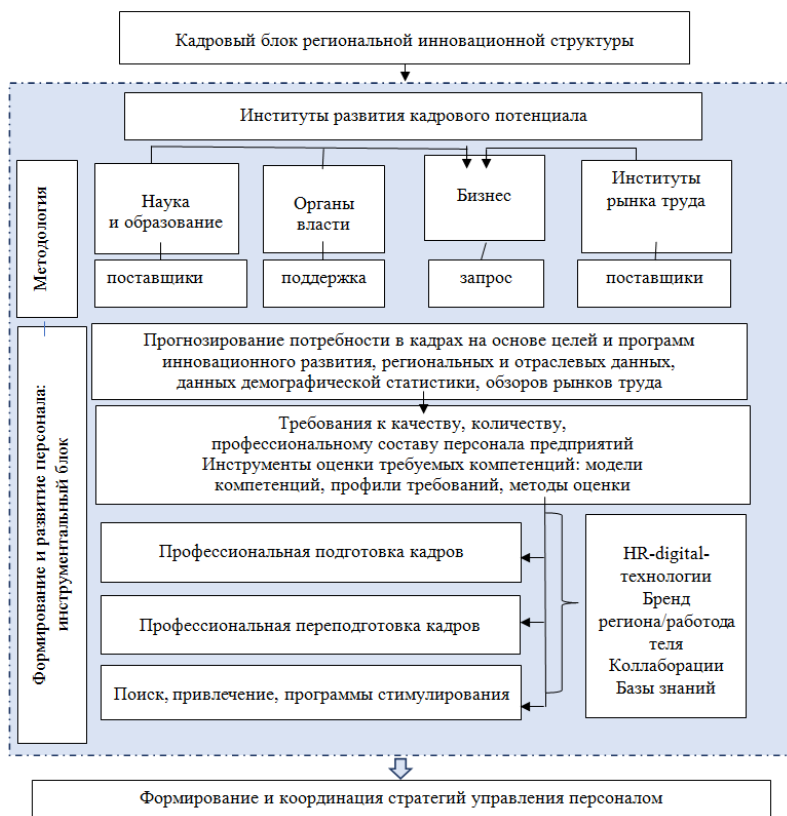 Кадровый блок региональной инновационной структуры
Институты развития кадрового потенциала
Методология
Наука
и образование
Органы
власти
Бизнес
Институты
рынка труда
поставщики
поддержка
запрос
поставщики
Формирование и развитие персонала:
инструментальный блок
Прогнозирование потребности в кадрах на основе целей и программ
инновационного развития, региональных и отраслевых данных,
данных демографической статистики, обзоров рынков труда
Требования к качеству, количеству,
профессиональному составу персонала предприятий
Инструменты оценки требуемых компетенций: модели
компетенций, профили требований, методы оценки
Профессиональная подготовка кадров
Профессиональная переподготовка кадров
Поиск, привлечение, программы стимулирования
HR-digital-
технологии
Бренд
региона/работода
теля
Коллаборации
Базы знаний
Формирование и координация стратегий управления персоналом